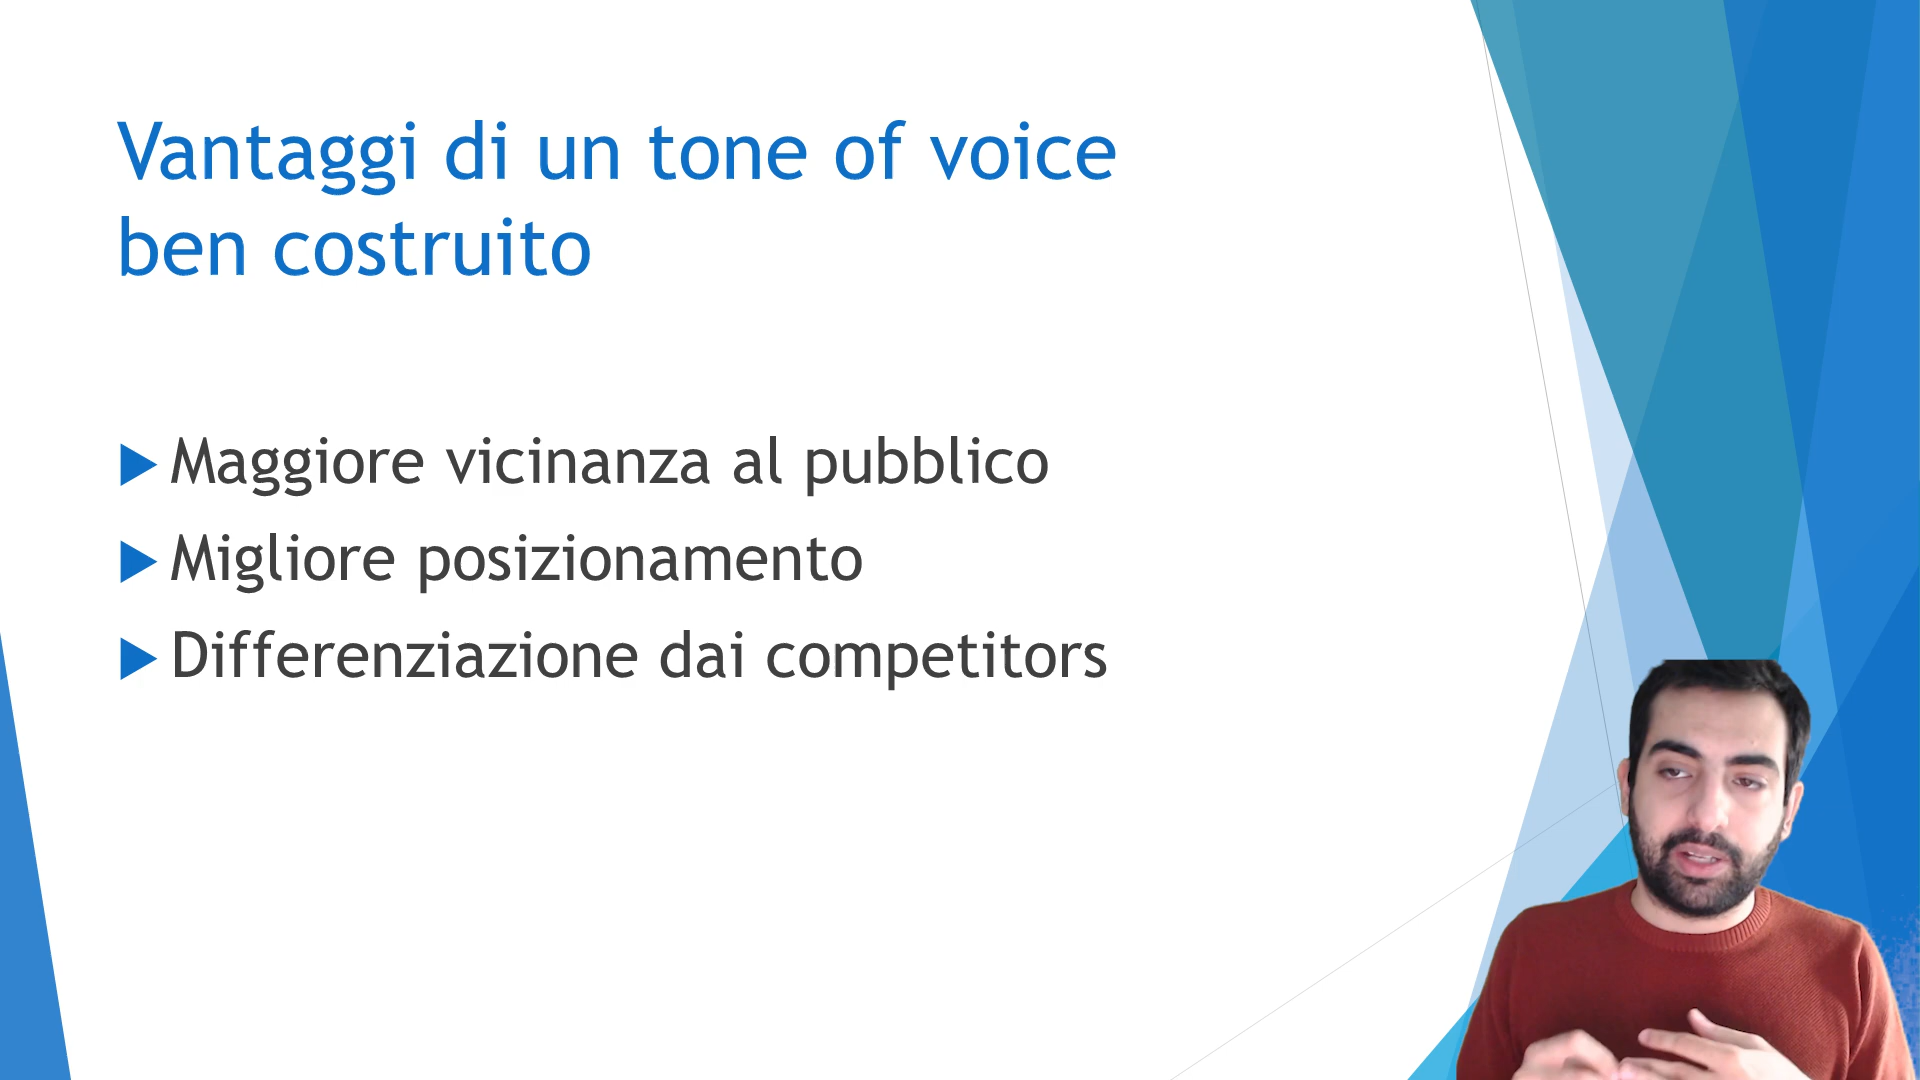 Vantaggi di un tone of voice
ben costruito
Maggiore vicinanza al pubblico
Migliore posizionamento
Differenziazione dai competitors